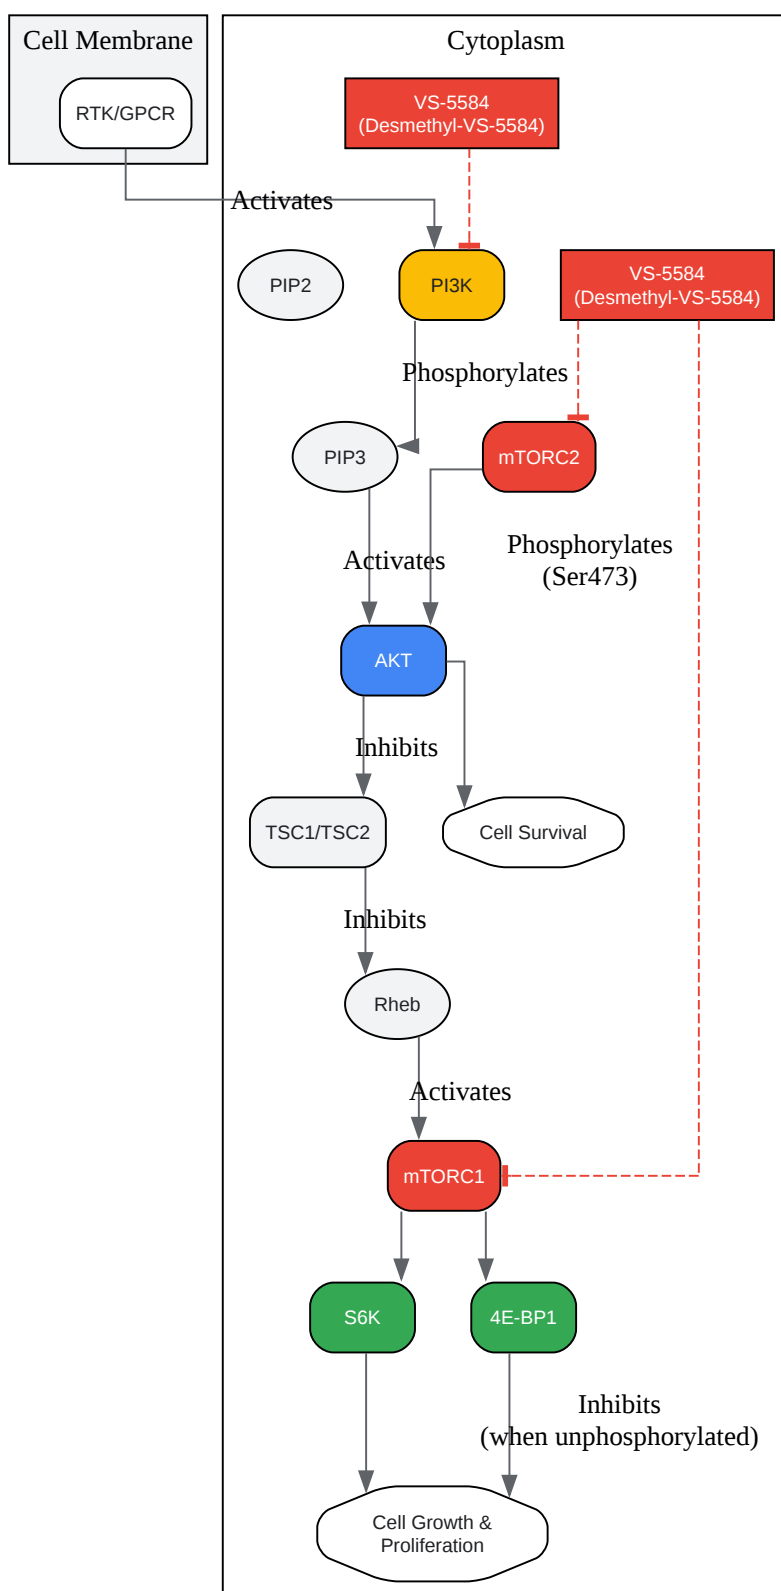 Cell Membrane
Cytoplasm
RTK/GPCR
VS-5584
(Desmethyl-VS-5584)
Activates
PIP2
PI3K
VS-5584
(Desmethyl-VS-5584)
Phosphorylates
PIP3
mTORC2
Activates
Phosphorylates
(Ser473)
AKT
Inhibits
TSC1/TSC2
Cell Survival
Inhibits
Rheb
Activates
mTORC1
S6K
4E-BP1
Inhibits
(when unphosphorylated)
Cell Growth &
Proliferation